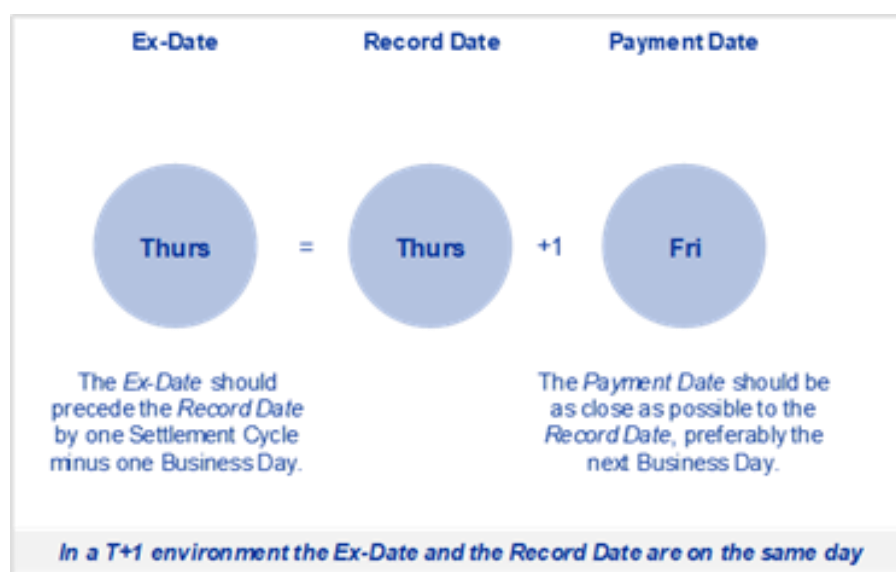 Ex-Date Record Date Payment Date
Thurs = Thurs +1 Fri
The Ex-Date should
precede the Record Date
by one Settlement Cycle
minus one Business Day.
The Payment Date should be
as close as possible to the
Record Date, preferably the
next Business Day.
In a T+1 environment the Ex-Date and the Record Date are on the same day